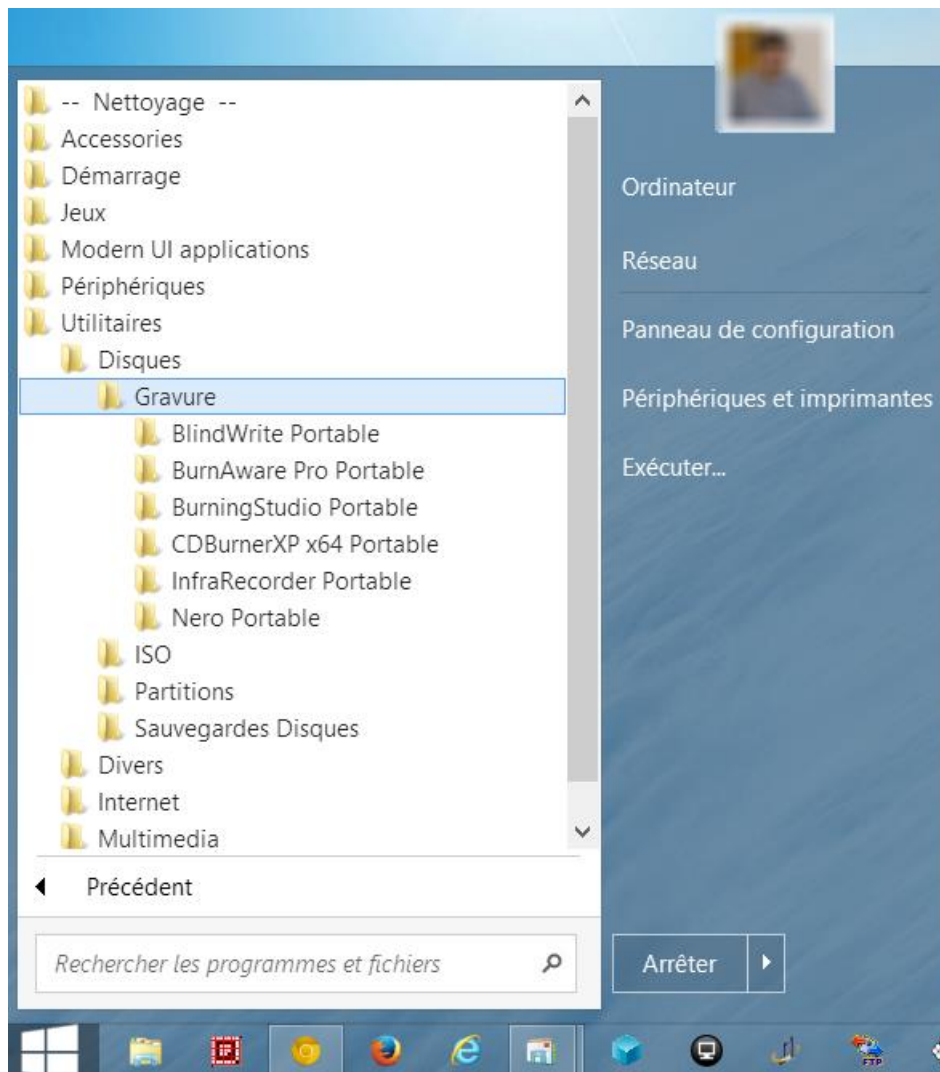 -- Nettoyage --
Accessories
Démarrage
Jeux
Modern UI applications
Périphériques
Utilitaires
Disques
Gravure
BlindWrite Portable
BurnAware Pro Portable
BurningStudio Portable
CDBurnerXP x64 Portable
InfraRecorder Portable
Nero Portable
ISO
Partitions
Sauvegardes Disques
Divers
Internet
Multimedia
Précédent
Rechercher les programmes et fichiers
Ordinateur
Réseau
Panneau de configuration
Périphériques et imprimantes
Exécuter...
Arrêter
FTP